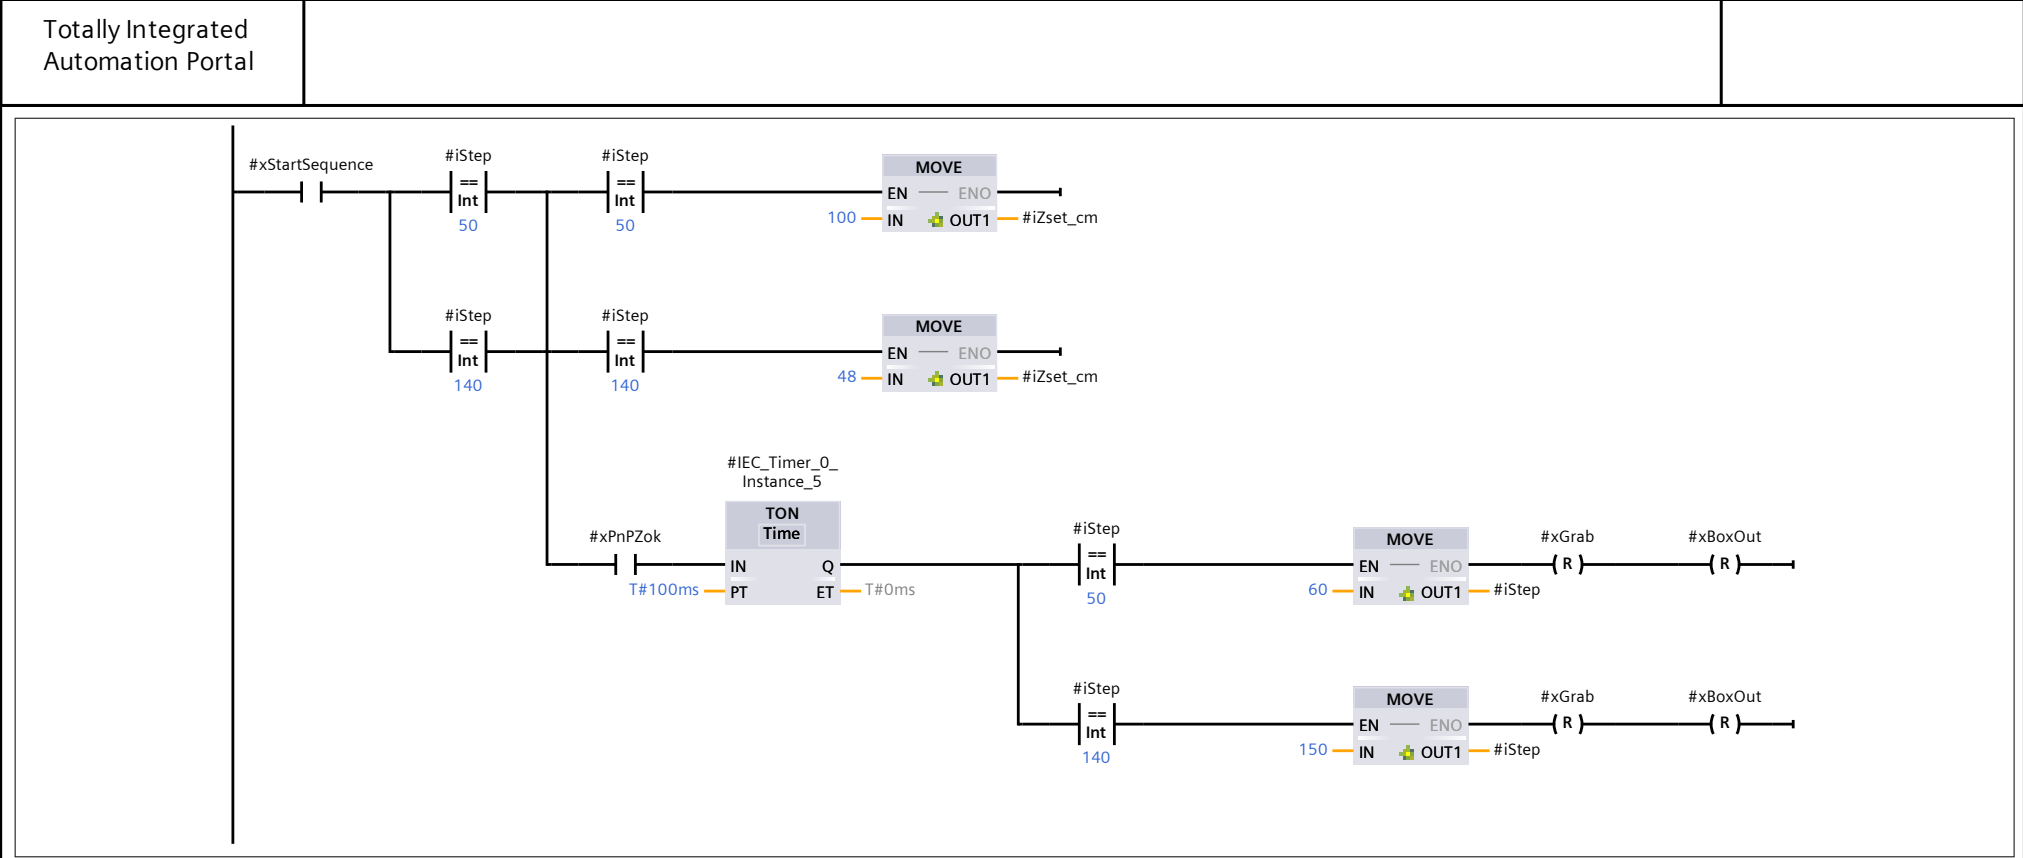 Totally Integrated
Automation Portal
#xStartSequence
#iStep
==
Int
50
#iStep
==
Int
50
MOVE
EN ENO
100 IN OUT1 #iZset_cm
#iStep
==
Int
140
#iStep
==
Int
140
MOVE
EN ENO
48 IN OUT1 #iZset_cm
#xPnPZok
#IEC_Timer_0_
Instance_5
TON
Time
IN Q
T#100ms PT ET T#0ms
#iStep
==
Int
50
MOVE
EN ENO
60 IN OUT1 #iStep
#xGrab
R
#xBoxOut
R
#iStep
==
Int
140
MOVE
EN ENO
150 IN OUT1 #iStep
#xGrab
R
#xBoxOut
R